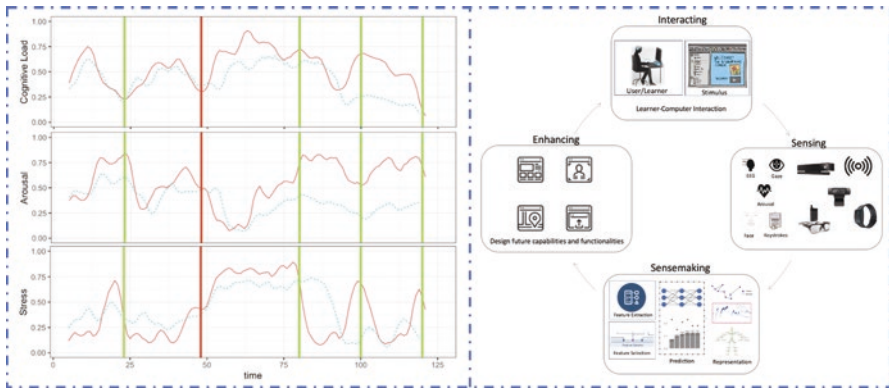 1.00
0.75
0.50
0.25
0.00
Cognitive Load
1.00
0.75
0.50
0.25
0.00
Arousal
1.00
0.75
0.50
0.25
0.00
Stress
0
25
50
75
100
125
time
Interacting
User/Learner
Stimulus
Learner-Computer Interaction
Enhancing
Design future capabilities and functionalities
Sensing
EEG
Gaze
Arousal
Keystrokes
Sensemaking
Feature Extraction
Feature Selection
Prediction
Representation